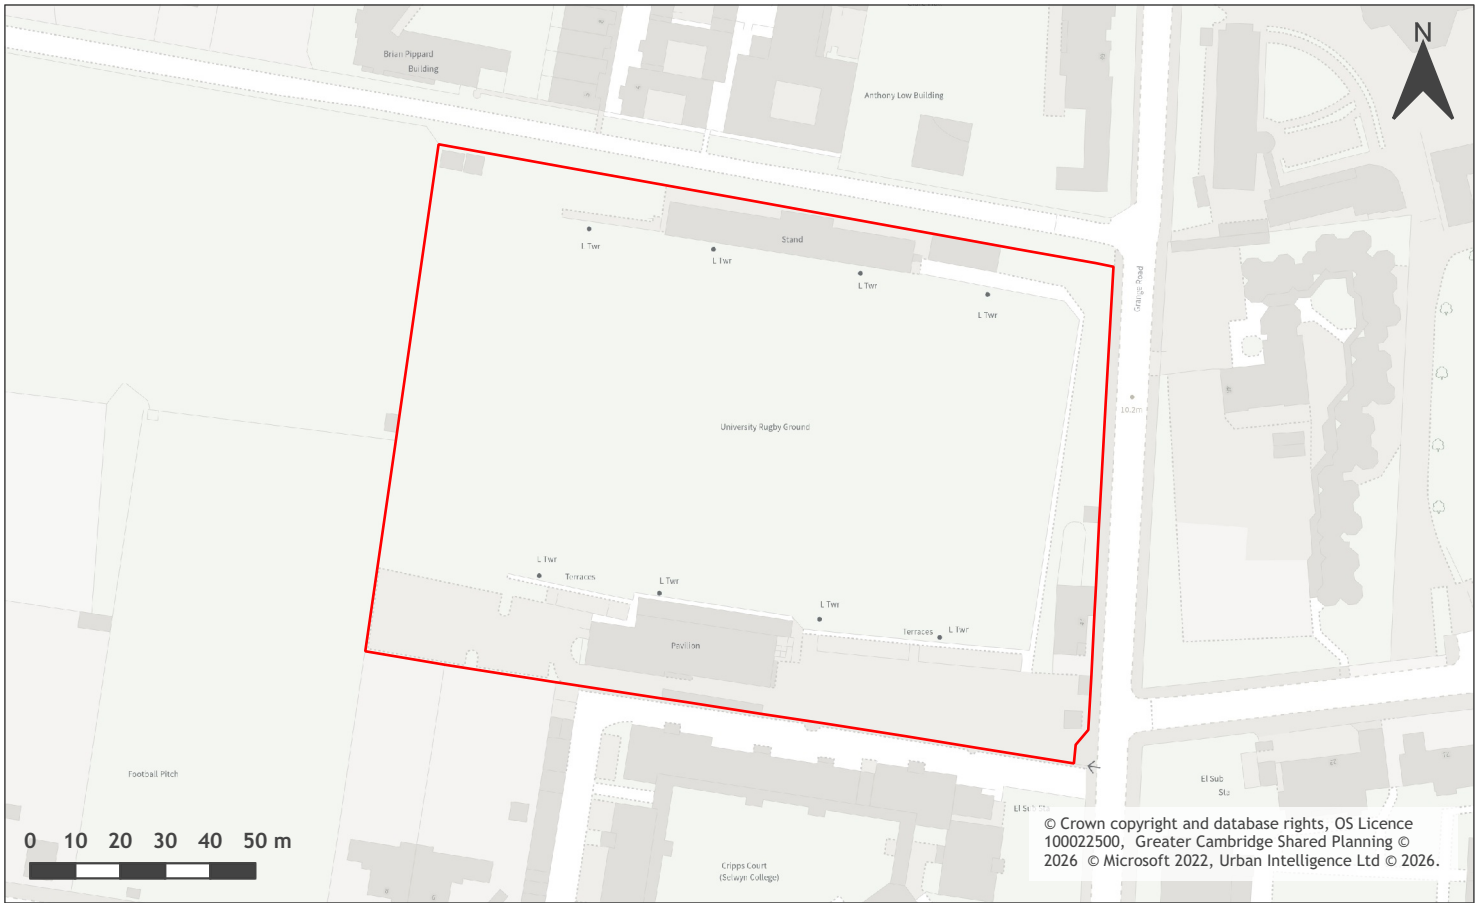 N
Brian Pippard
Building
Anthony Low Building
Stand
L Twr
L Twr
L Twr
L Twr
Grange Road
10.2m
University Rugby Ground
L Twr
Terraces
L Twr
L Twr
Terraces
L Twr
Pavilion
Football Pitch
El Sub
Sta
El Sub Sta
Cripps Court
(Selwyn College)
0 10 20 30 40 50 m
© Crown copyright and database rights, OS Licence
100022500, Greater Cambridge Shared Planning ©
2026 © Microsoft 2022, Urban Intelligence Ltd © 2026.